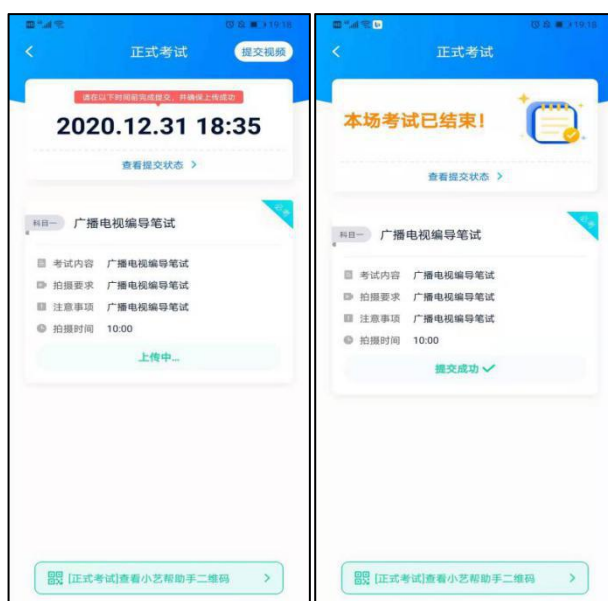 19:18
正式考试
提交视频
请在以下时间前完成提交，并确保上传成功
2020.12.31 18:35
查看提交状态 >
科目一
广播电视编导笔试
考试内容 广播电视编导笔试
拍摄要求 广播电视编导笔试
注意事项 广播电视编导笔试
拍摄时间 10:00
上传中...
[正式考试]查看小艺帮助手二维码 >
19:18
正式考试
本场考试已结束!
查看提交状态 >
科目一
广播电视编导笔试
考试内容 广播电视编导笔试
拍摄要求 广播电视编导笔试
注意事项 广播电视编导笔试
拍摄时间 10:00
提交成功
[正式考试]查看小艺帮助手二维码 >